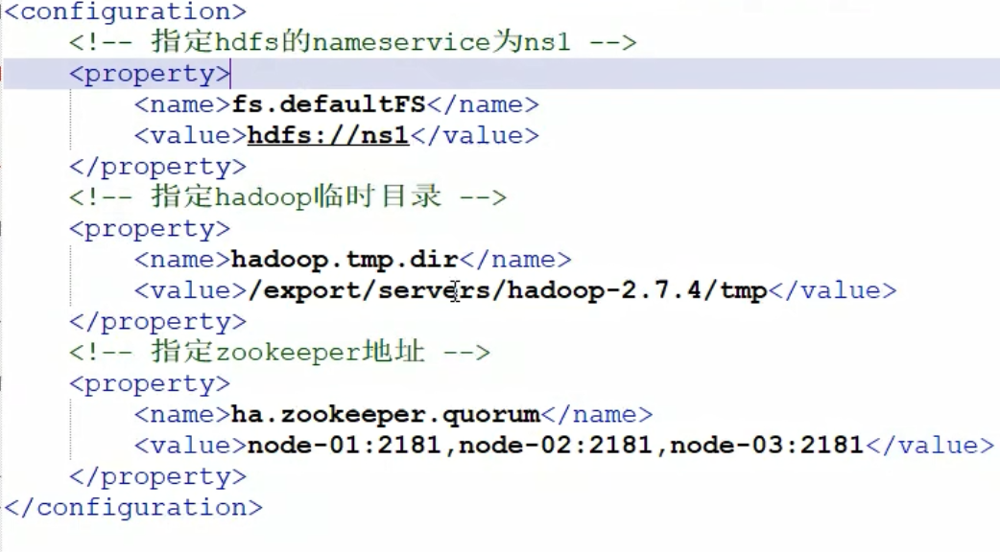 <configuration>
<!-- 指定hdfs的nameservice为ns1 -->
<property>
<name>fs.defaultFS</name>
<value>hdfs://ns1</value>
</property>
<!-- 指定hadoop临时目录 -->
<property>
<name>hadoop.tmp.dir</name>
<value>/export/servers/hadoop-2.7.4/tmp</value>
</property>
<!-- 指定zookeeper地址 -->
<property>
<name>ha.zookeeper.quorum</name>
<value>node-01:2181,node-02:2181,node-03:2181</value>
</property>
</configuration>